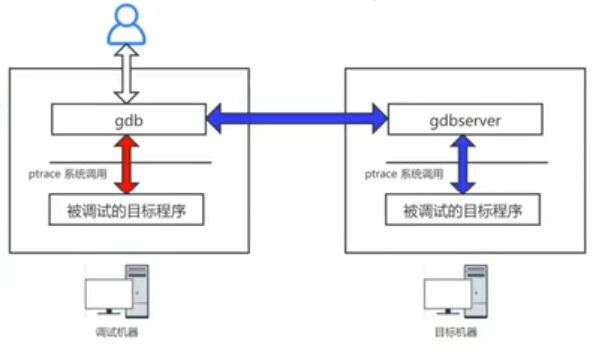 gdb
gdbserver
ptrace 系统调用
ptrace 系统调用
被调试的目标程序
被调试的目标程序
调试机器
目标机器